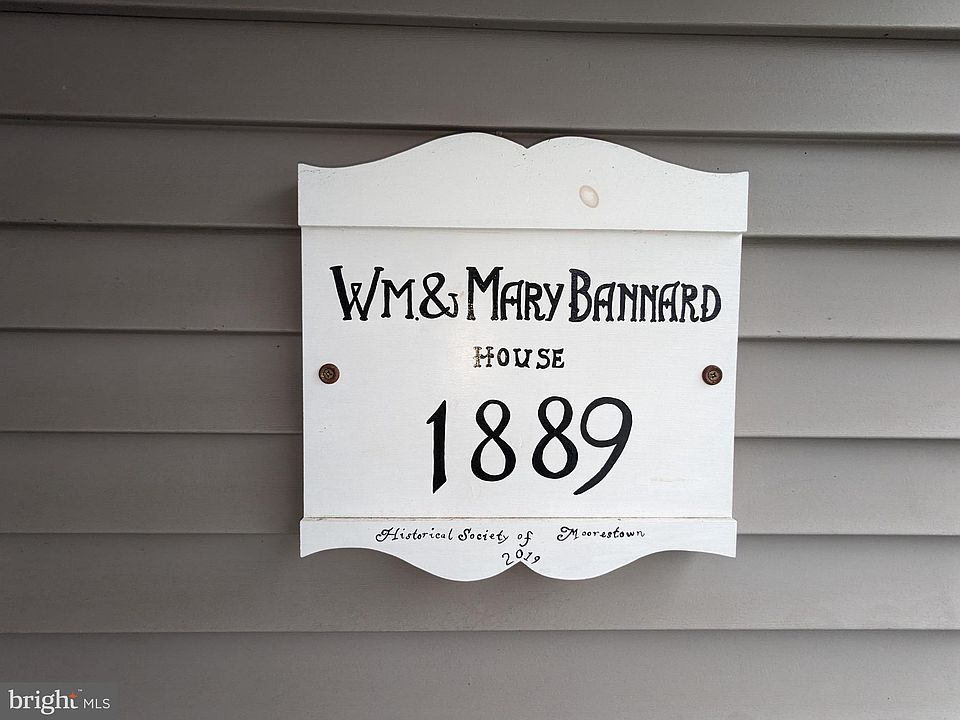 WM. & MARY BANNARD
HOUSE
1889
Historical Society of Moorestown
2019
bright MLS